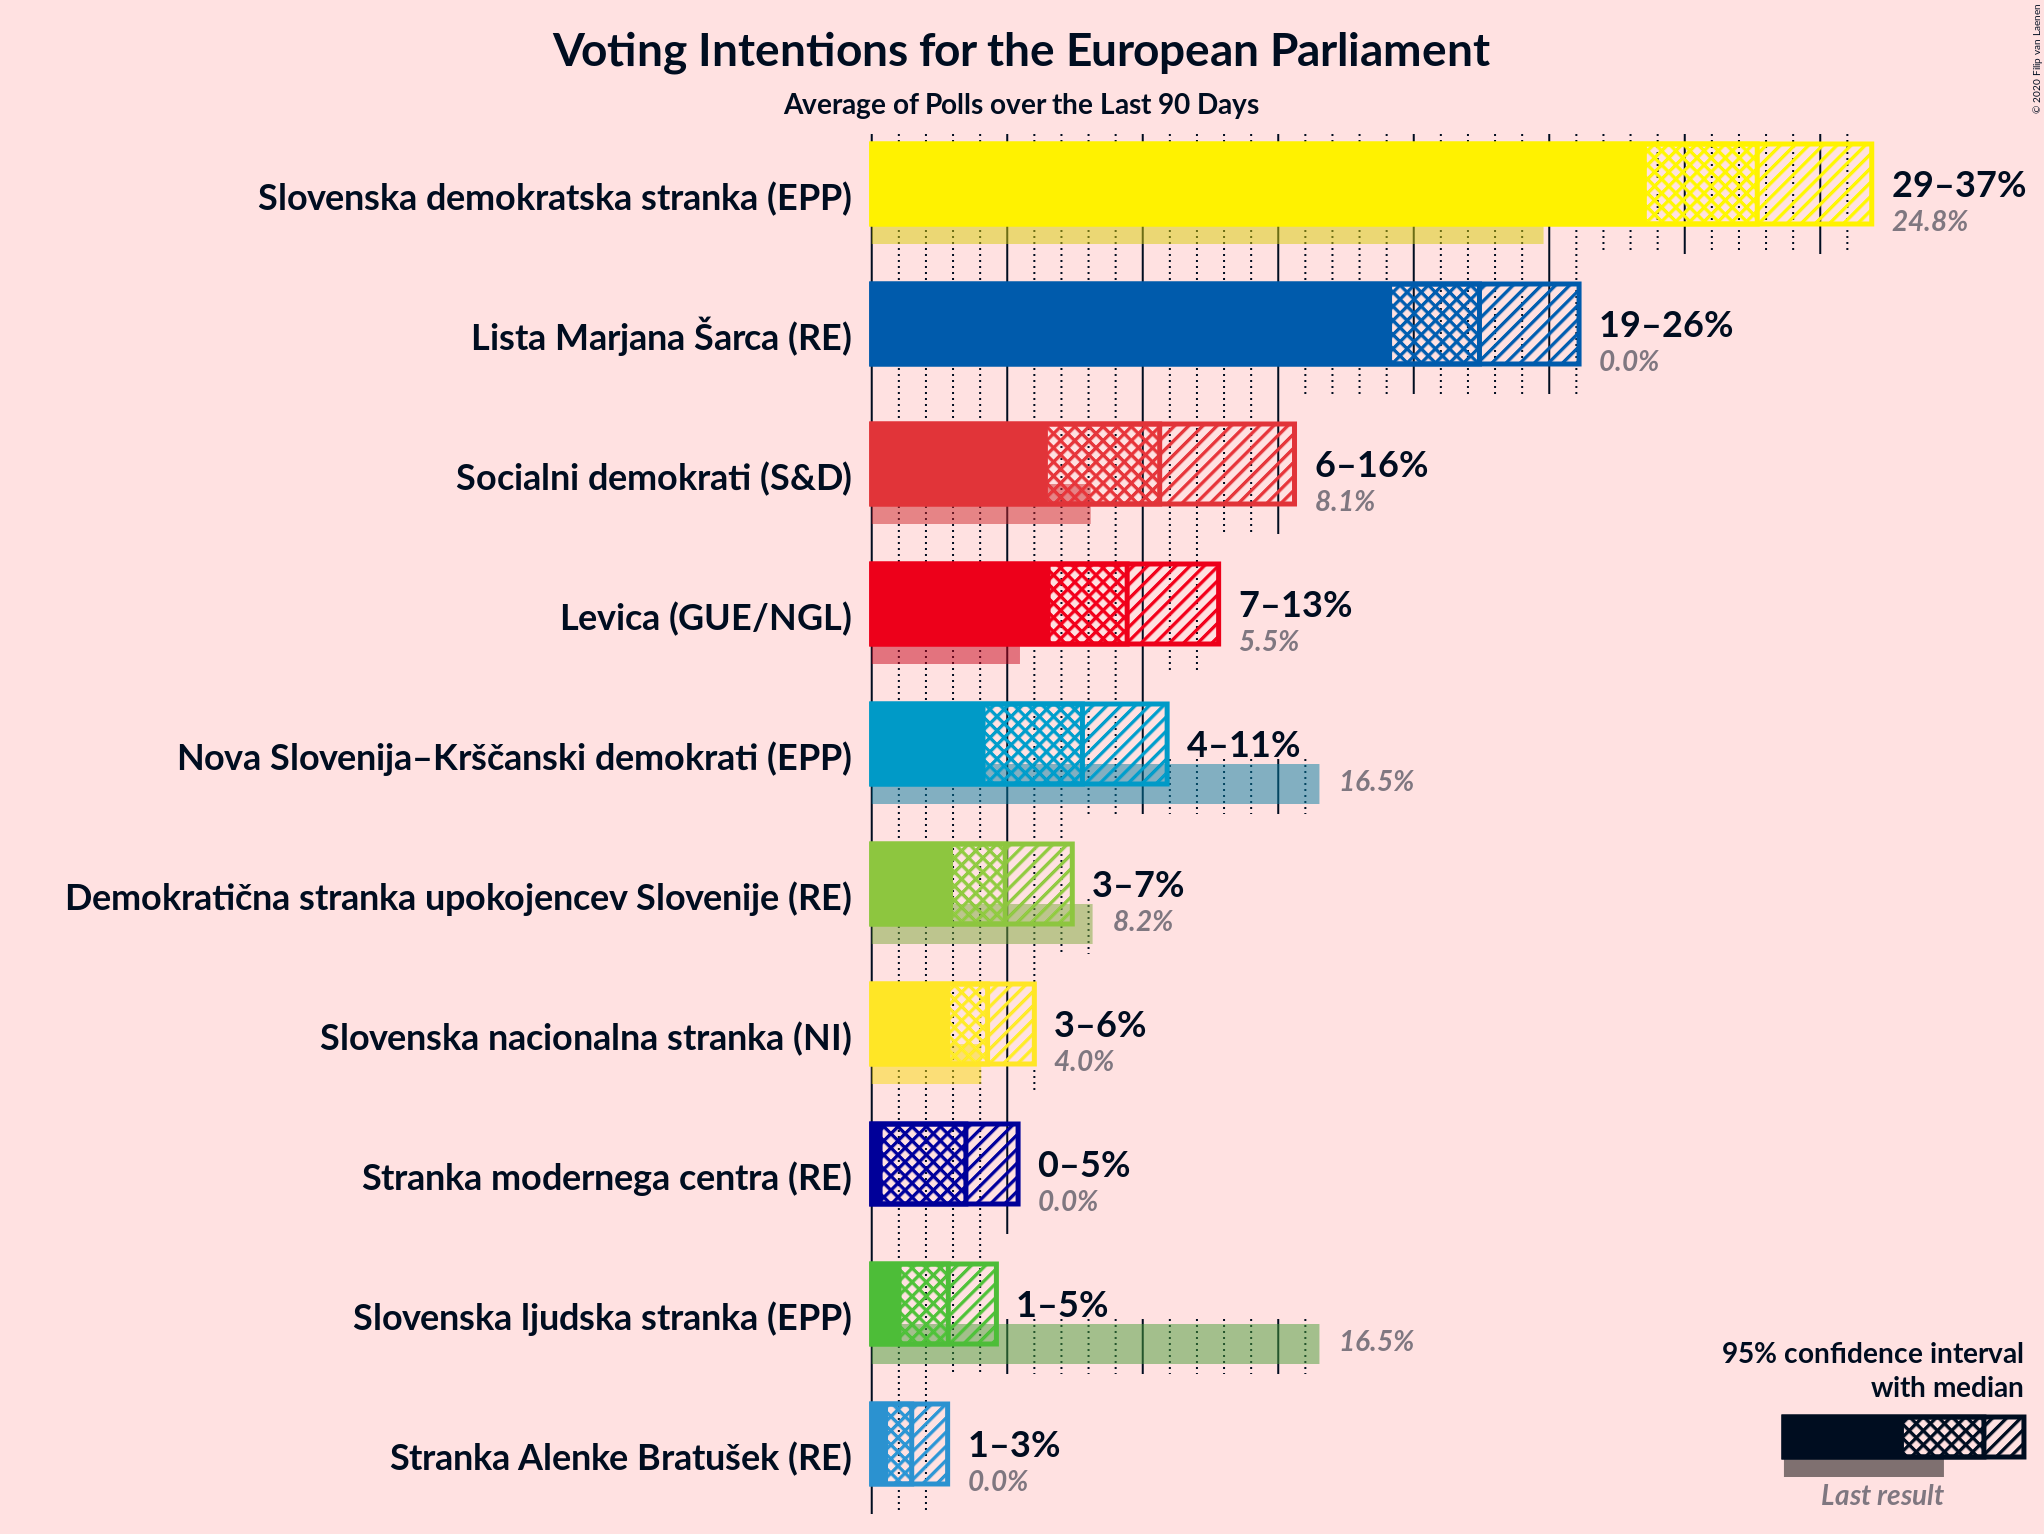 Voting Intentions for the European Parliament
Average of Polls over the Last 90 Days
© 2020 Filip van Laenen
Slovenska demokratska stranka (EPP)
29–37%
24.8%
Lista Marjana Šarca (RE)
19–26%
0.0%
Socialni demokrati (S&D)
6–16%
8.1%
Levica (GUE/NGL)
7–13%
5.5%
Nova Slovenija–Krščanski demokrati (EPP)
4–11%
16.5%
Demokratična stranka upokojencev Slovenije (RE)
3–7%
8.2%
Slovenska nacionalna stranka (NI)
3–6%
4.0%
Stranka modernega centra (RE)
0–5%
0.0%
Slovenska ljudska stranka (EPP)
1–5%
16.5%
Stranka Alenke Bratušek (RE)
1–3%
0.0%
95% confidence interval
with median
Last result